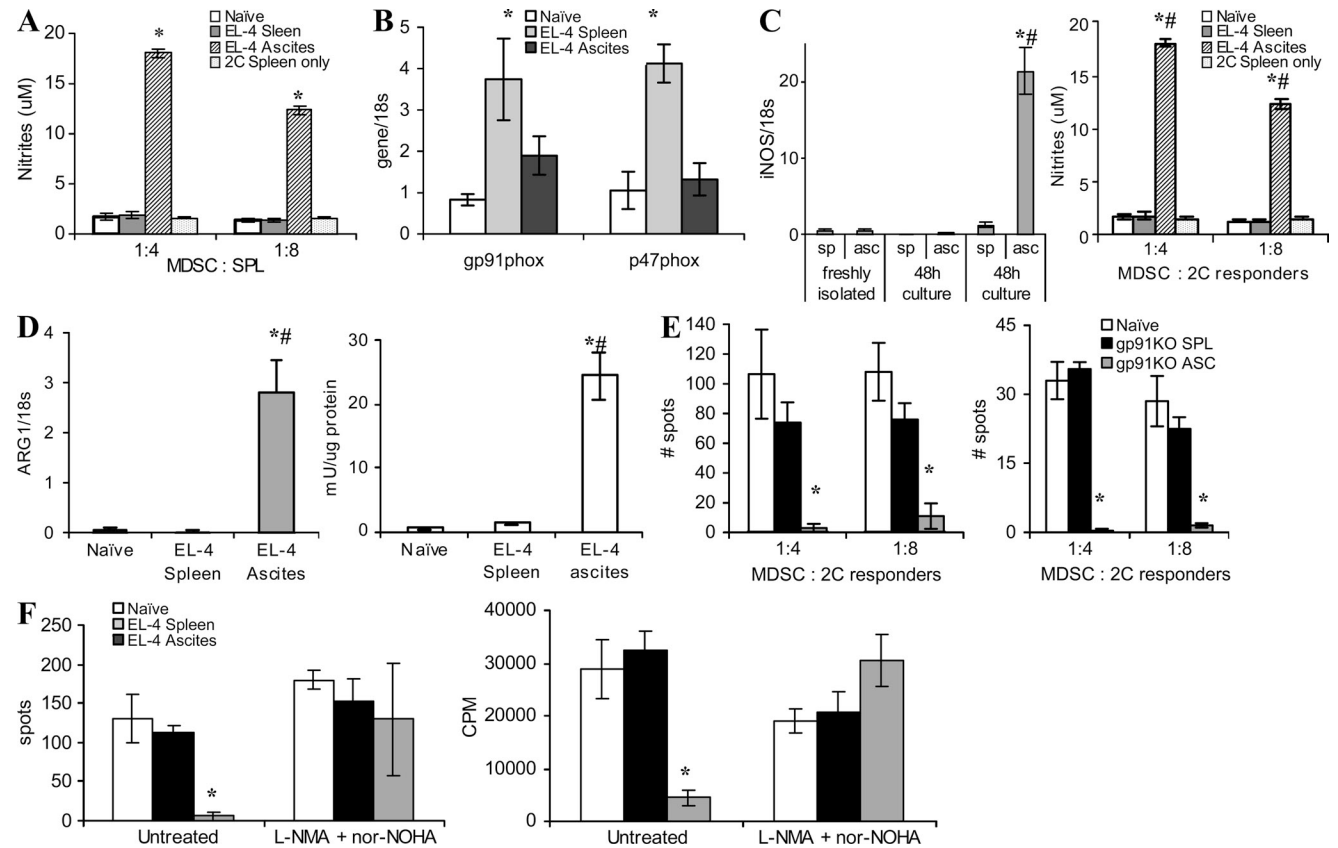 A
Naïve
EL-4 Sleen
EL-4 Ascites
2C Spleen only
Nitrites (uM)
20
15
10
5
0
*
*
1:4
1:8
MDSC : SPL
B
Naïve
EL-4 Spleen
EL-4 Ascites
gene/18s
5
4
3
2
1
0
*
*
gp91phox
p47phox
C
iNOS/18s
20
10
0
*#
sp
asc
sp
asc
sp
asc
freshly
isolated
48h
culture
48h
culture
Naïve
EL-4 Sleen
EL-4 Ascites
2C Spleen only
Nitrites (uM)
20
15
10
5
0
*#
*#
1:4
1:8
MDSC : 2C responders
D
ARG1/18s
4
3
2
1
0
*#
Naïve
EL-4
Spleen
EL-4
Ascites
mU/ug protein
30
20
10
0
*#
Naïve
EL-4
Spleen
EL-4
ascites
E
# spots
140
120
100
80
60
40
20
0
*
*
1:4
1:8
MDSC : 2C responders
Naïve
gp91KO SPL
gp91KO ASC
# spots
45
30
15
0
*
*
1:4
1:8
MDSC : 2C responders
F
Naïve
EL-4 Spleen
EL-4 Ascites
spots
250
200
150
100
50
0
*
Untreated
L-NMA + nor-NOHA
CPM
40000
30000
20000
10000
0
*
Untreated
L-NMA + nor-NOHA